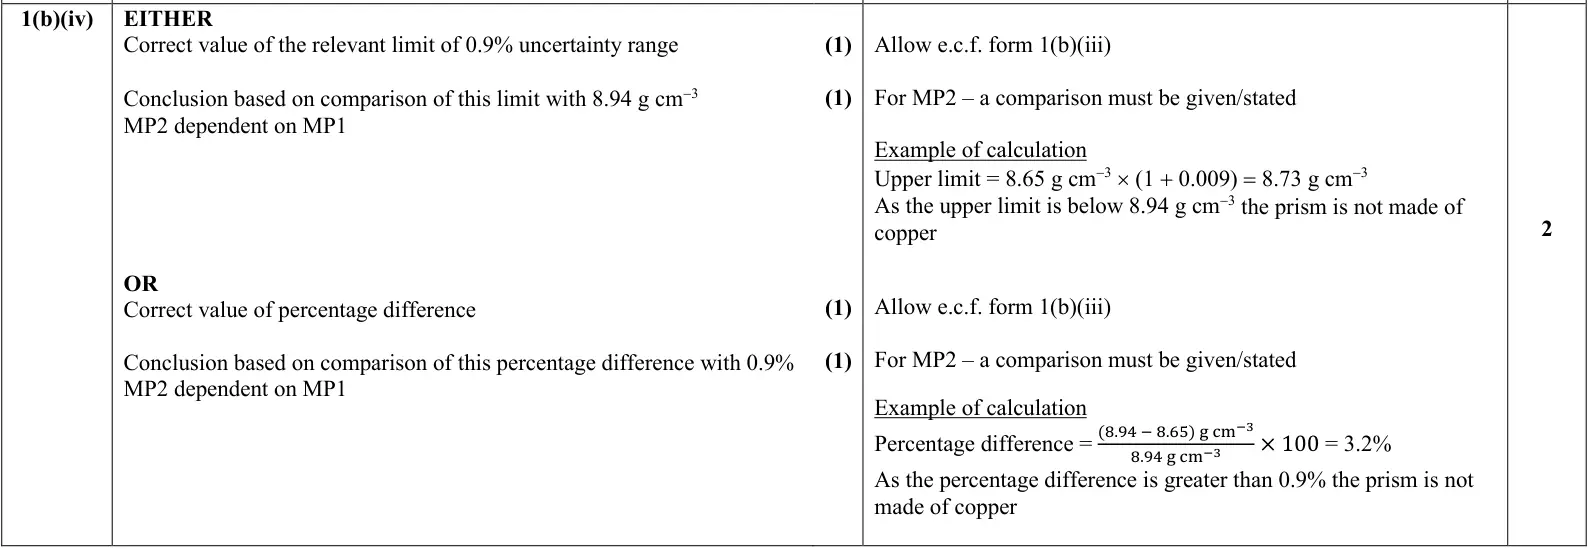 1(b)(iv)
EITHER
Correct value of the relevant limit of 0.9% uncertainty range (1)
Conclusion based on comparison of this limit with 8.94 g cm⁻³ (1)
MP2 dependent on MP1
OR
Correct value of percentage difference (1)
Conclusion based on comparison of this percentage difference with 0.9% (1)
MP2 dependent on MP1
Allow e.c.f. form 1(b)(iii)
For MP2 – a comparison must be given/stated
Example of calculation
Upper limit = 8.65 g cm⁻³ × (1 + 0.009) = 8.73 g cm⁻³
As the upper limit is below 8.94 g cm⁻³ the prism is not made of
copper
Allow e.c.f. form 1(b)(iii)
For MP2 – a comparison must be given/stated
Example of calculation
Percentage difference = (8.94 − 8.65) g cm⁻³ / 8.94 g cm⁻³ × 100 = 3.2%
As the percentage difference is greater than 0.9% the prism is not
made of copper
2